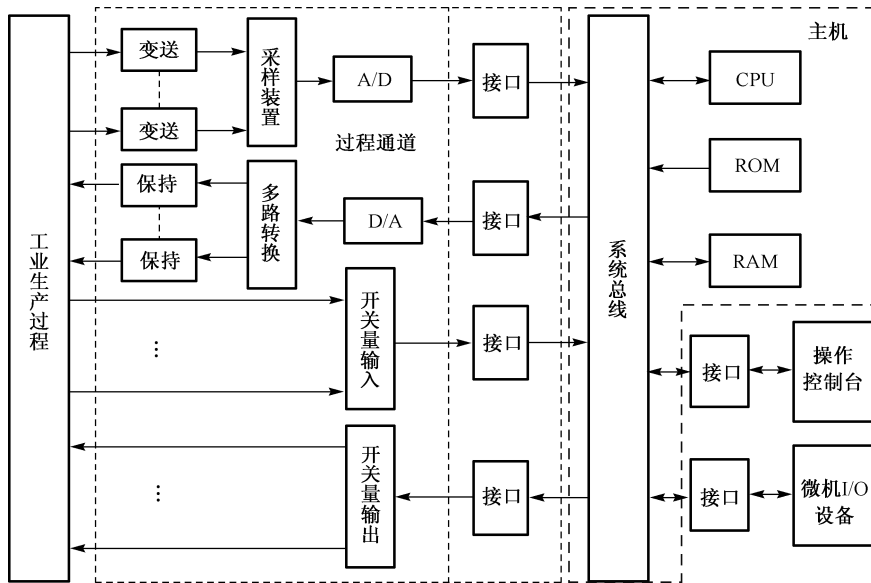 主机
变送
采样装置
A/D
接口
CPU
变送
过程通道
ROM
保持
多路转换
D/A
接口
保持
RAM
工业生产过程
系统总线
开关量输入
接口
接口
操作
控制台
开关量输出
接口
接口
微机I/O
设备